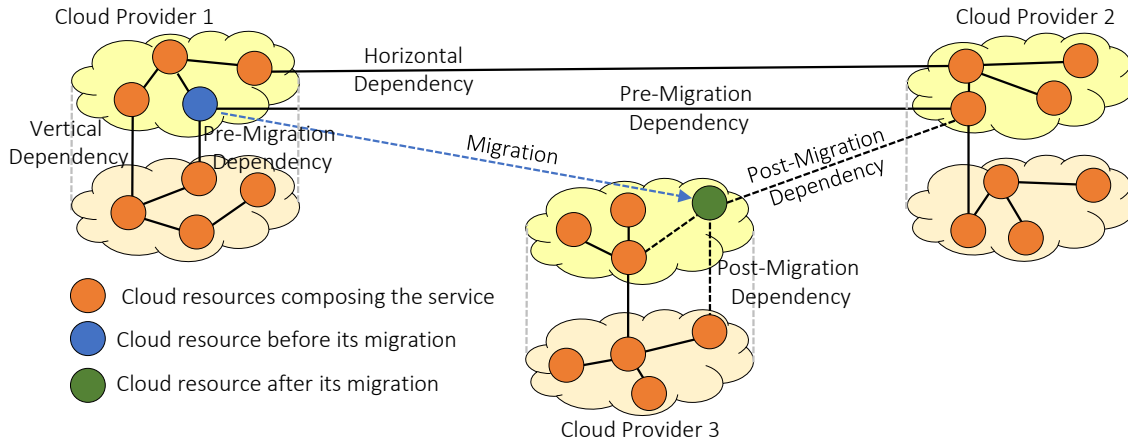 Cloud Provider 1
Cloud Provider 2
Horizontal
Dependency
Pre-Migration
Dependency
Vertical
Dependency
Pre-Migration
Dependency
Migration
Post-Migration
Dependency
Post-Migration
Dependency
Cloud resources composing the service
Cloud resource before its migration
Cloud resource after its migration
Cloud Provider 3